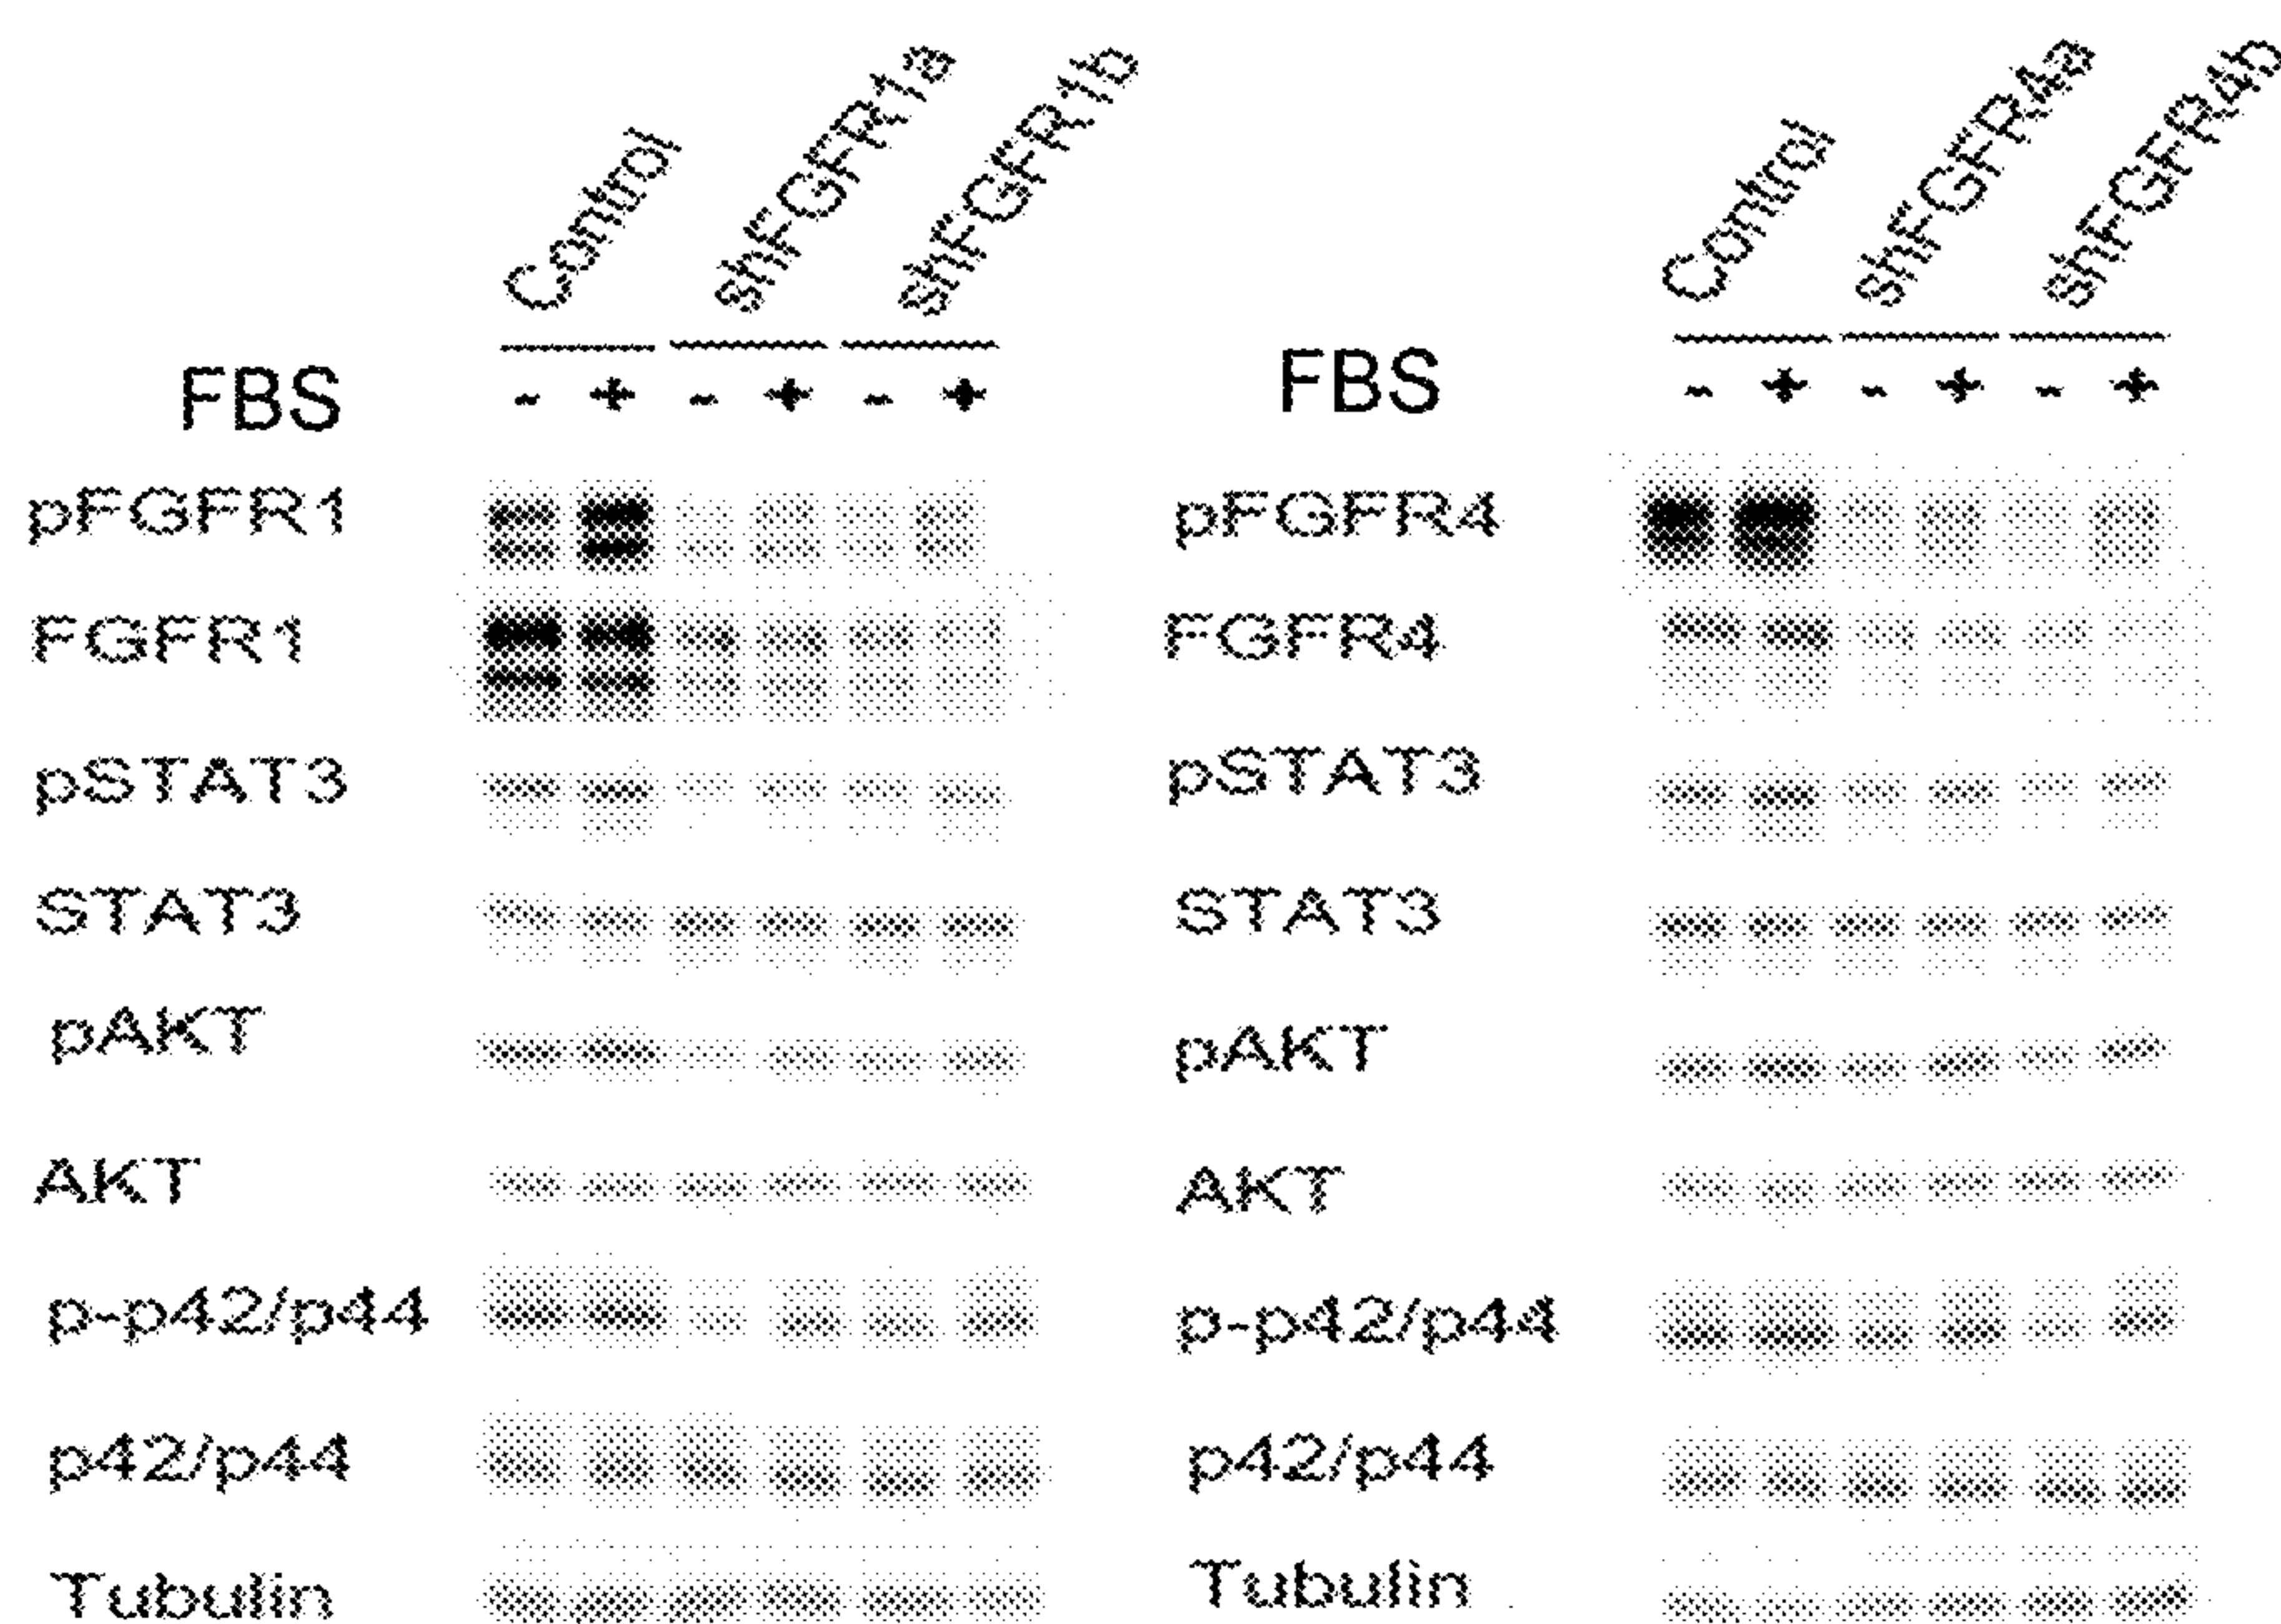 Control shFGFR1a shFGFR1b
FBS - + - + - +
pFGFR1
FGFR1
pSTAT3
STAT3
pAKT
AKT
p-p42/p44
p42/p44
Tubulin
Control shFGFR4a shFGFR4b
FBS - + - + - +
pFGFR4
FGFR4
pSTAT3
STAT3
pAKT
AKT
p-p42/p44
p42/p44
Tubulin